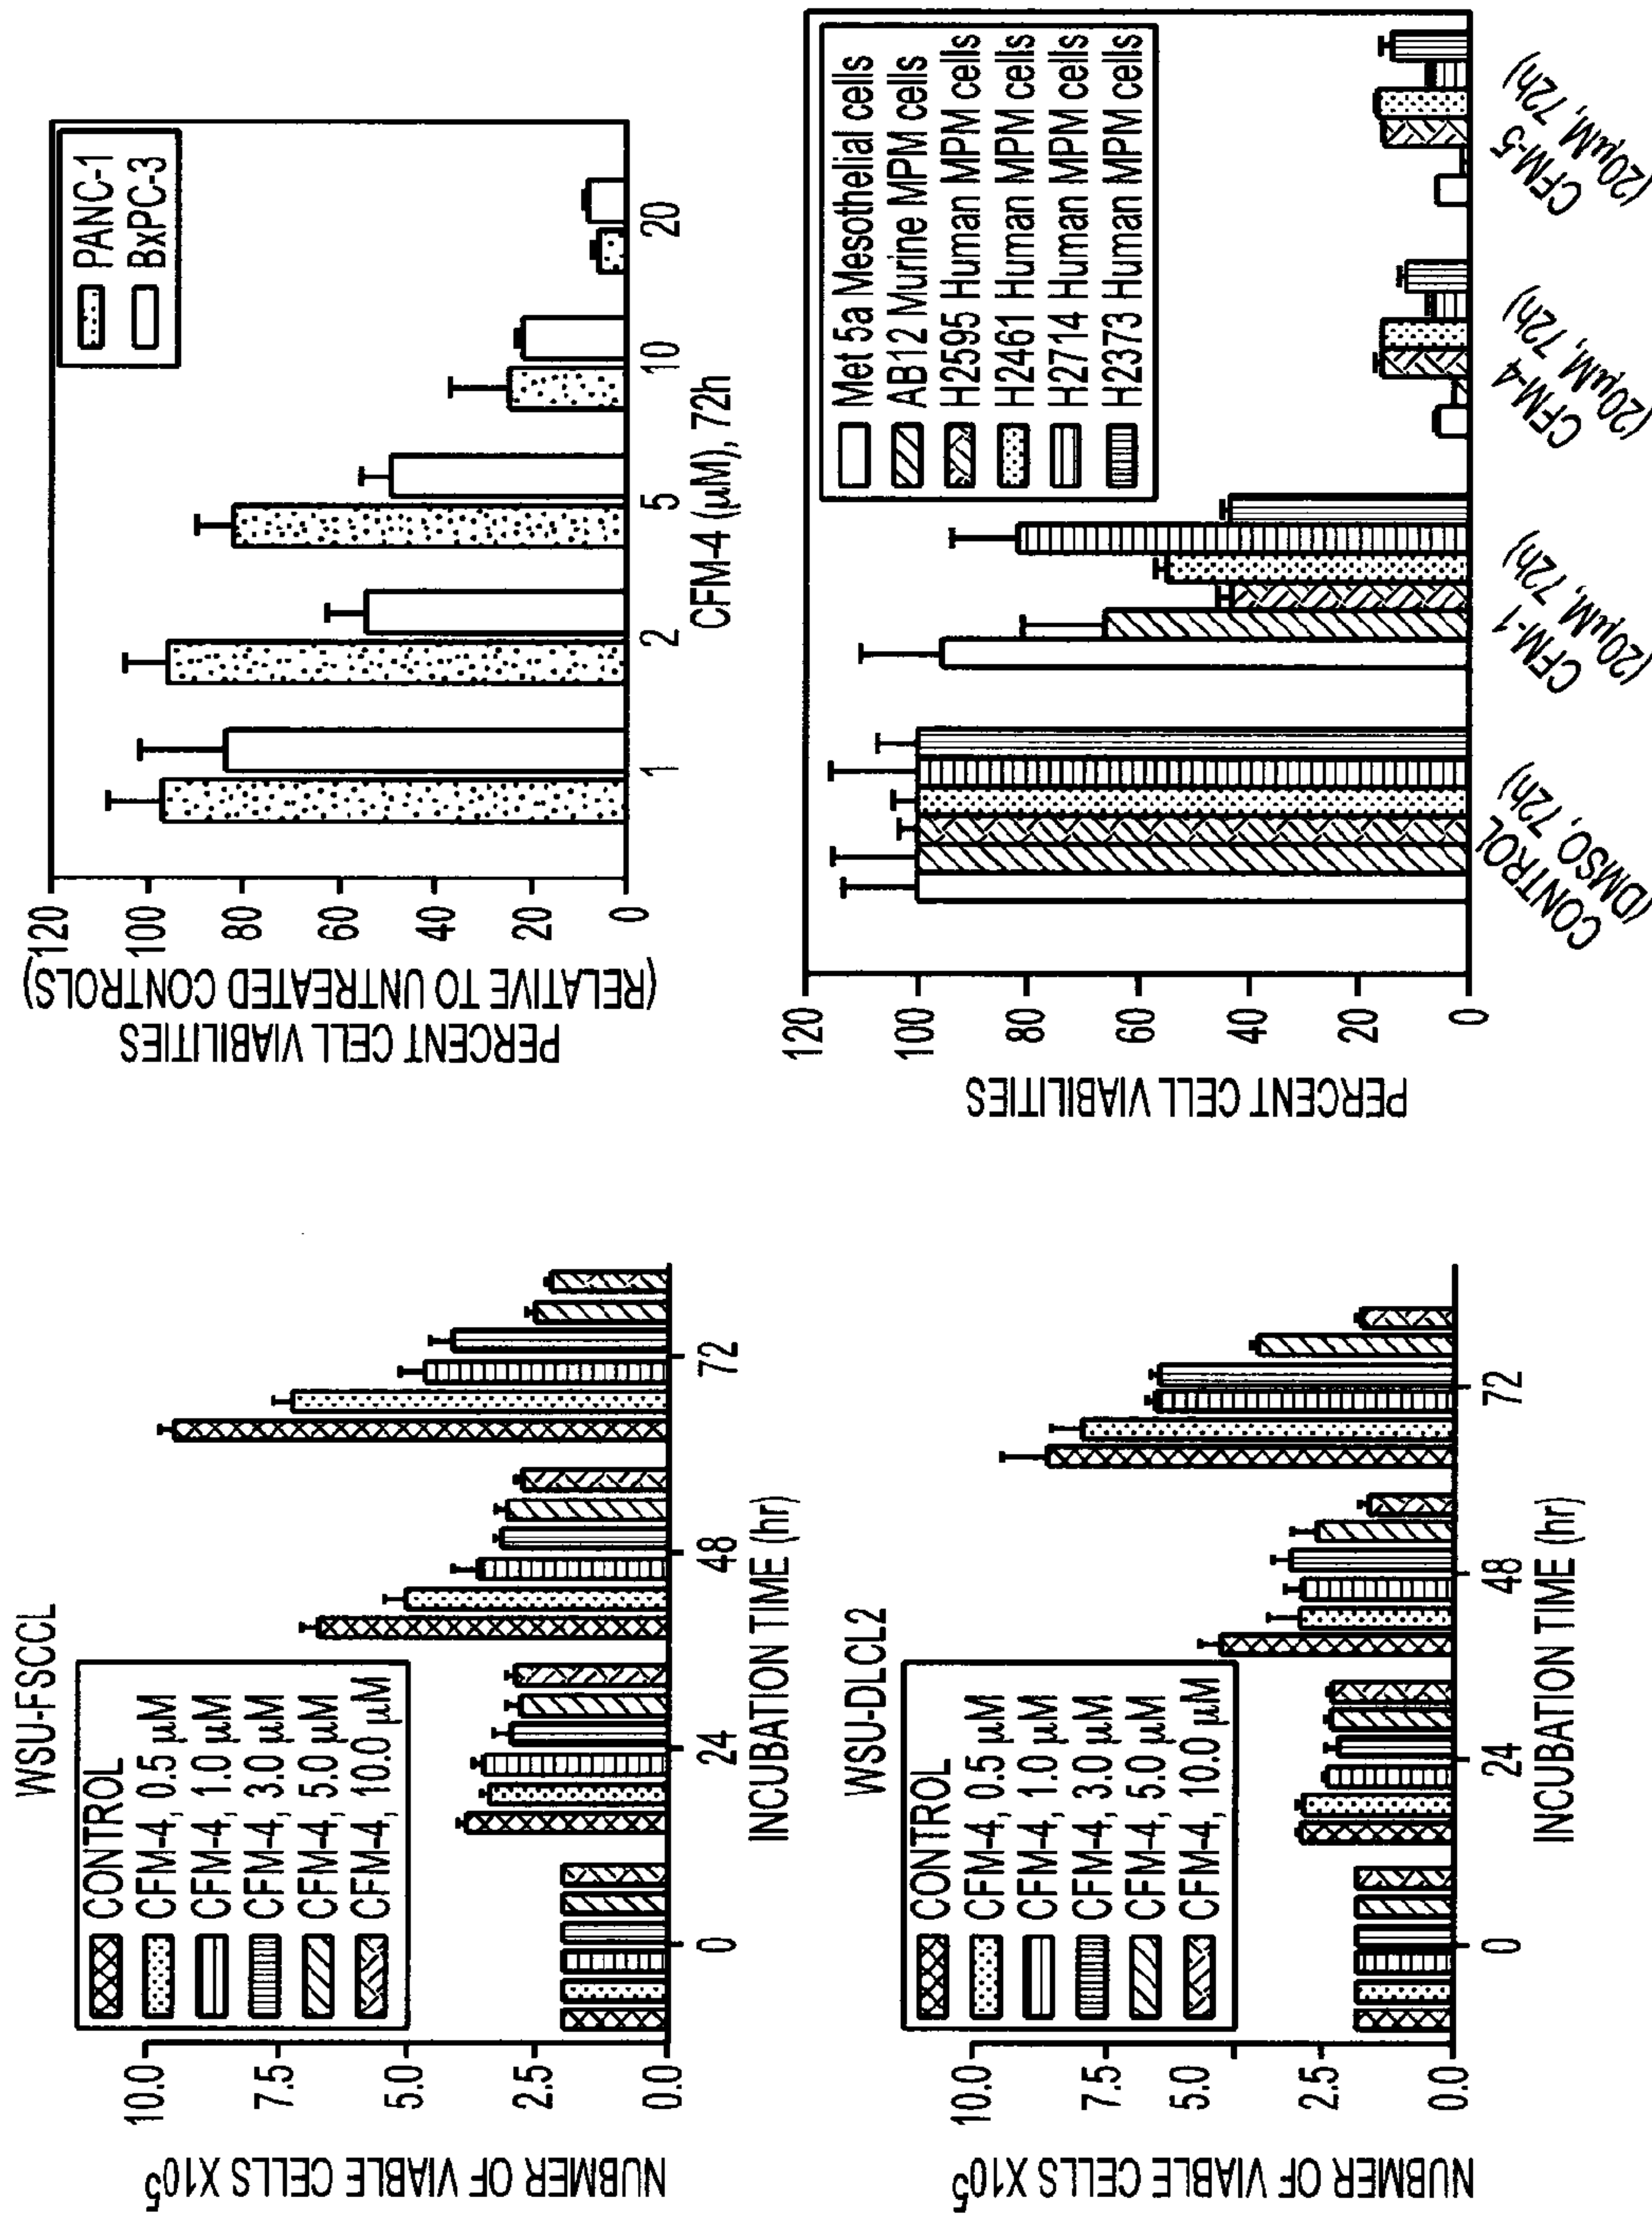 WSU-FSCCL
NUBMER OF VIABLE CELLS X10⁵
10.0
7.5
5.0
2.5
0.0
CONTROL
CFM-4, 0.5 μM
CFM-4, 1.0 μM
CFM-4, 3.0 μM
CFM-4, 5.0 μM
CFM-4, 10.0 μM
0 24 48 72
INCUBATION TIME (hr)
WSU-DLCL2
NUBMER OF VIABLE CELLS X10⁵
10.0
7.5
5.0
2.5
0.0
CONTROL
CFM-4, 0.5 μM
CFM-4, 1.0 μM
CFM-4, 3.0 μM
CFM-4, 5.0 μM
CFM-4, 10.0 μM
0 24 48 72
INCUBATION TIME (hr)
PERCENT CELL VIABILITIES
(RELATIVE TO UNTREATED CONTROLS)
120
100
80
60
40
20
0
PANC-1
BxPC-3
1 2 5 10 20
CFM-4 (μM), 72h
PERCENT CELL VIABILITIES
120
100
80
60
40
20
0
Met 5a Mesothelial cells
AB12 Murine MPM cells
H2595 Human MPM cells
H2461 Human MPM cells
H2714 Human MPM cells
H2373 Human MPM cells
CONTROL
(DMSO, 72h)
CFM-1
(20μM, 72h)
CFM-4
(20μM, 72h)
CFM-5
(20μM, 72h)